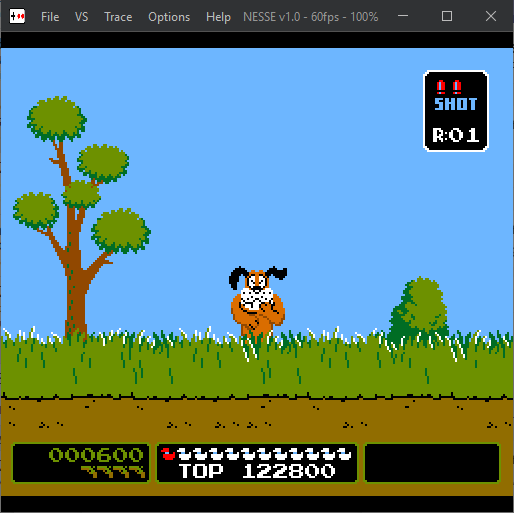 File VS Trace Options Help NESSE v1.0 - 60fps - 100%
SHOT
R:01
000600
TOP 122800